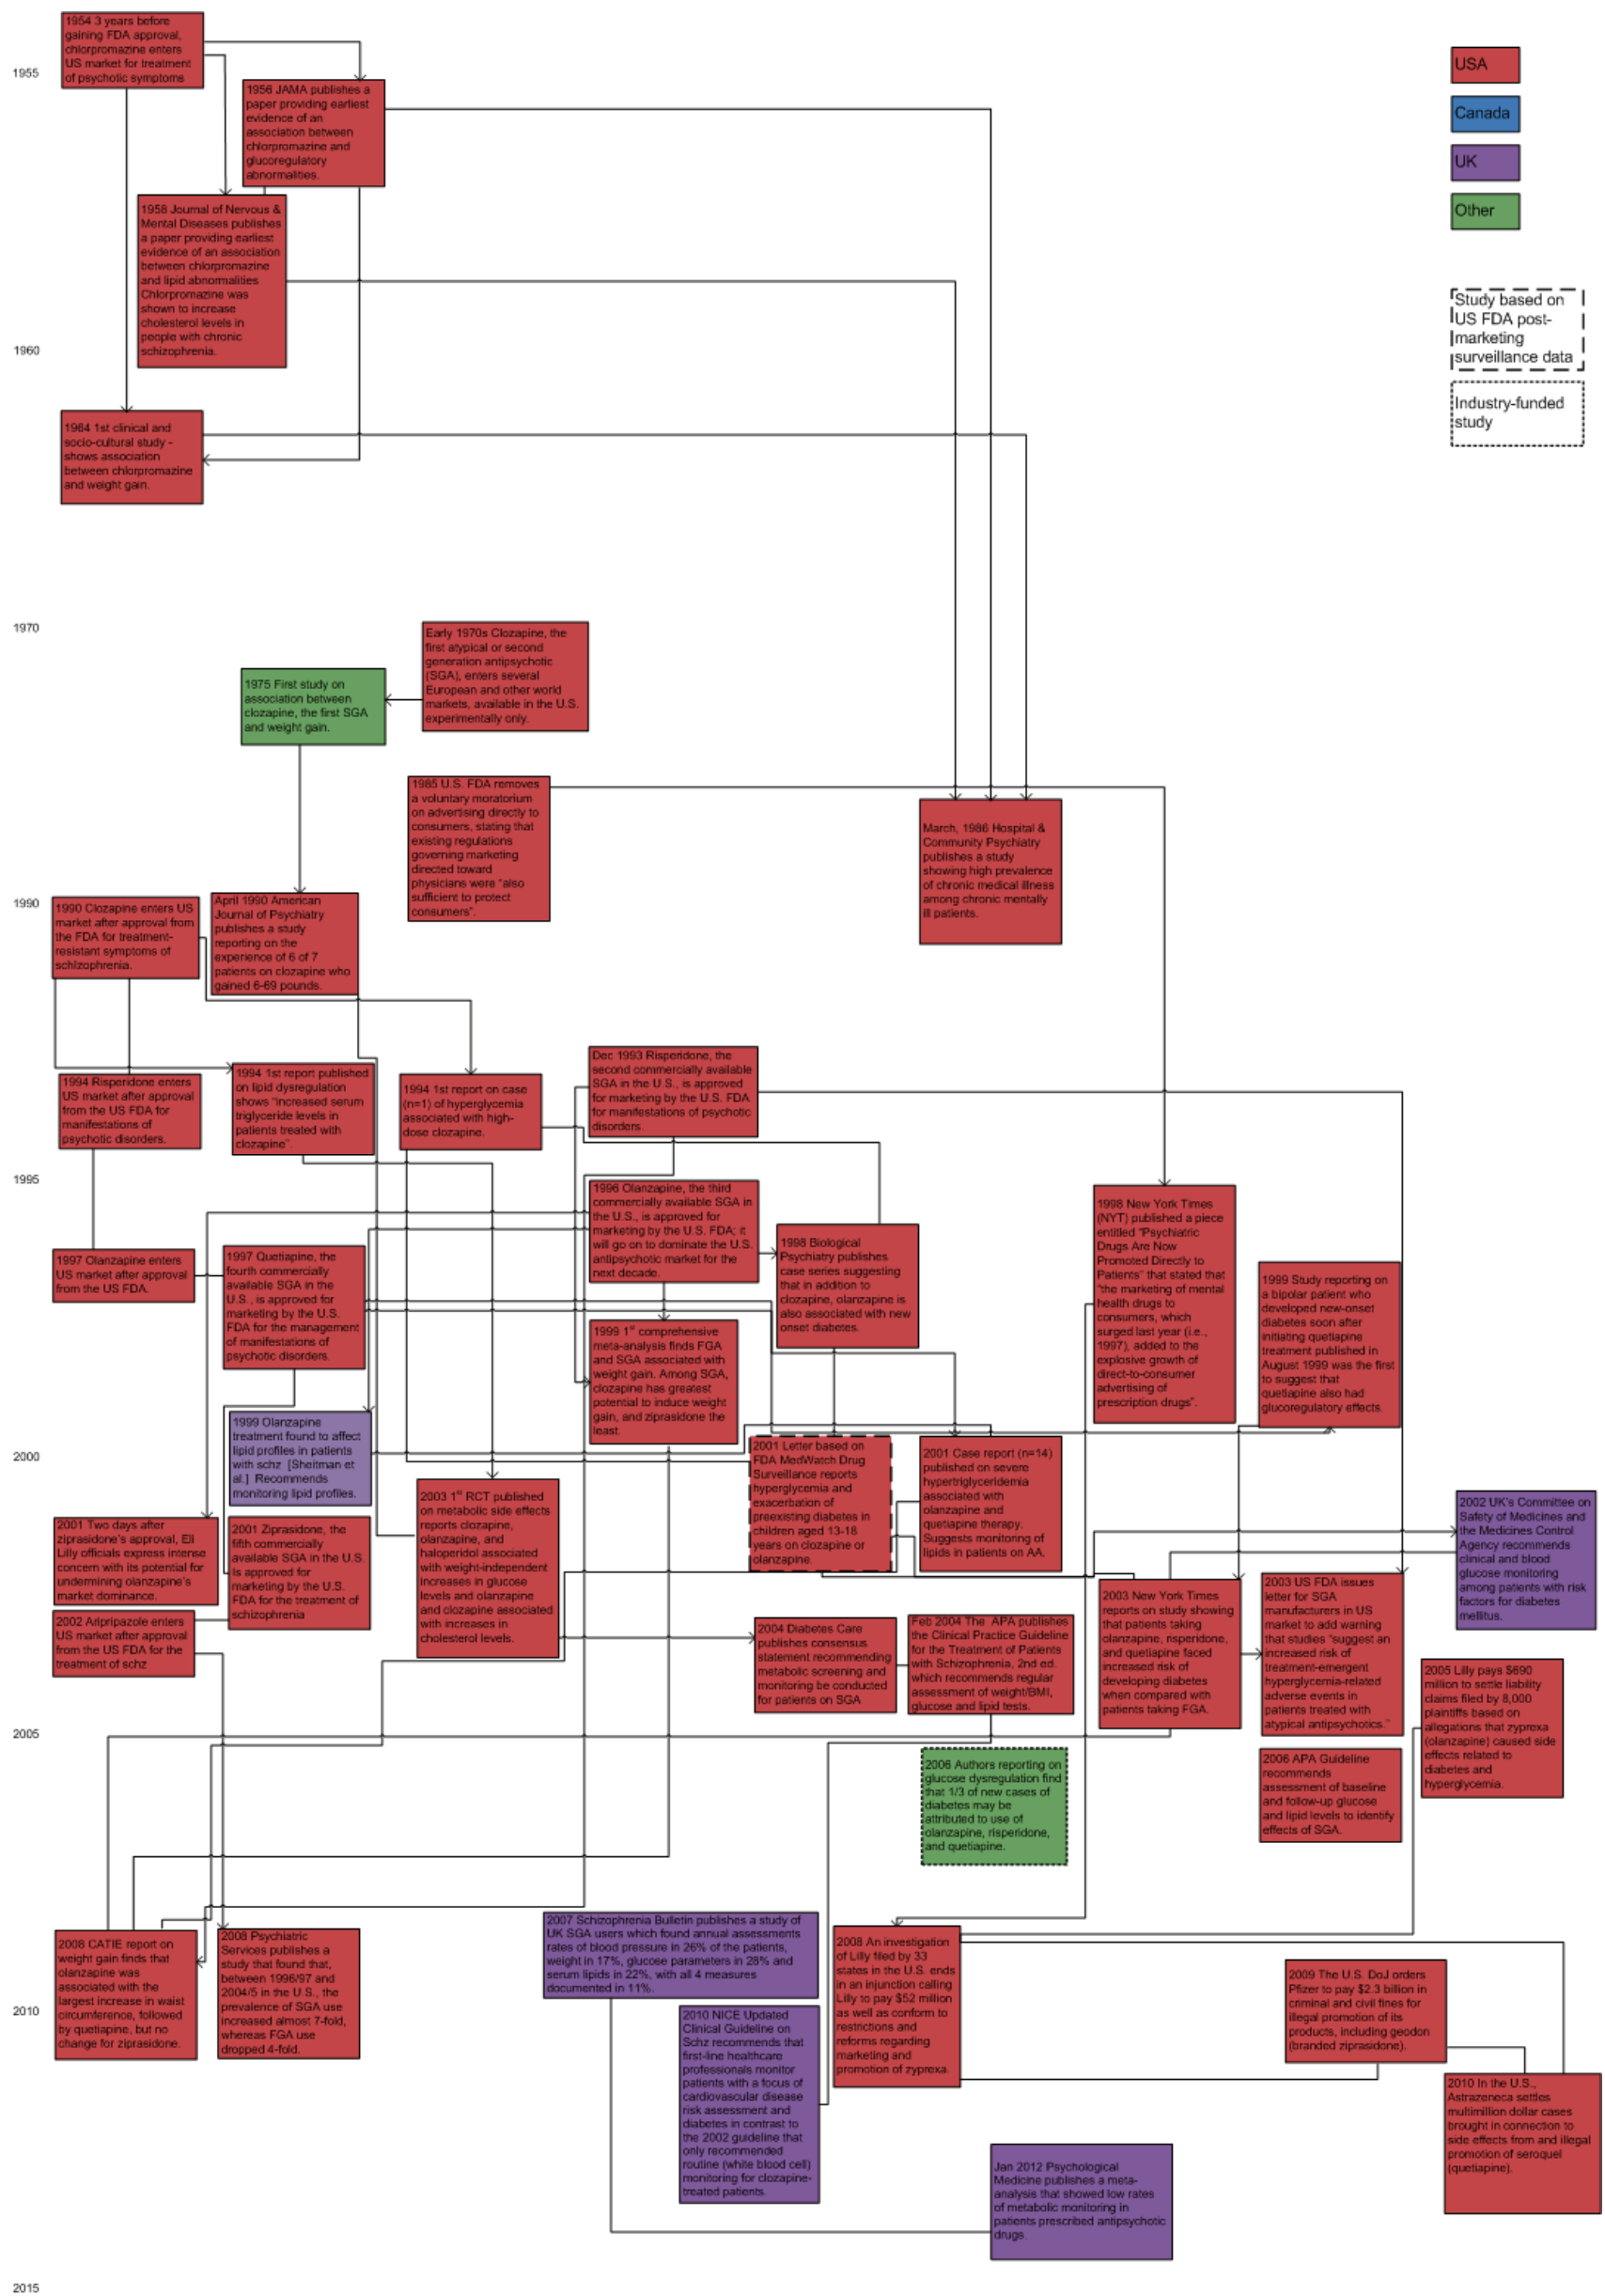 1954 3 years before
gaining FDA approval,
chlorpromazine enters
US market for treatment
of psychotic symptoms
1955
1956 JAMA publishes a
paper providing earliest
evidence of an
association between
chlorpromazine and
glucoregulatory
abnormalities.
USA
Canada
UK
Other
Study based on
US FDA post-
marketing
surveillance data
Industry-funded
study
1958 Journal of Nervous &
Mental Diseases publishes
a paper providing earliest
evidence of an association
between chlorpromazine
and lipid abnormalities
Chlorpromazine was
shown to increase
cholesterol levels in
people with chronic
schizophrenia.
1960
1964 1st clinical and
socio-cultural study -
shows association
between chlorpromazine
and weight gain.
1970
Early 1970s Clozapine, the
first atypical or second
generation antipsychotic
(SGA), enters several
European and other world
markets, available in the U.S.
experimentally only.
1975 First study on
association between
clozapine, the first SGA
and weight gain.
1985 U.S. FDA removes
a voluntary moratorium
on advertising directly to
consumers, stating that
existing regulations
governing marketing
directed toward
physicians were "also
sufficient to protect
consumers".
March, 1986 Hospital &
Community Psychiatry
publishes a study
showing high prevalence
of chronic medical illness
among chronic mentally
ill patients.
1990
1990 Clozapine enters US
market after approval from
the FDA for treatment-
resistant symptoms of
schizophrenia.
April 1990 American
Journal of Psychiatry
publishes a study
reporting on the
experience of 6 of 7
patients on clozapine who
gained 6-69 pounds.
1994 Risperidone enters
US market after approval
from the US FDA for
manifestations of
psychotic disorders.
1994 1st report published
on lipid dysregulation
shows "increased serum
triglyceride levels in
patients treated with
clozapine".
1994 1st report on case
(n=1) of hyperglycemia
associated with high-
dose clozapine.
Dec 1993 Risperidone, the
second commercially available
SGA in the U.S., is approved
for marketing by the U.S. FDA
for manifestations of psychotic
disorders.
1995
1996 Olanzapine, the third
commercially available SGA in
the U.S., is approved for
marketing by the U.S. FDA; it
will go on to dominate the U.S.
antipsychotic market for the
next decade.
1998 Biological
Psychiatry publishes
case series suggesting
that in addition to
clozapine, olanzapine is
also associated with new
onset diabetes.
1998 New York Times
(NYT) published a piece
entitled "Psychiatric
Drugs Are Now
Promoted Directly to
Patients" that stated that
"the marketing of mental
health drugs to
consumers, which
surged last year (i.e.,
1997), added to the
explosive growth of
direct-to-consumer
advertising of
prescription drugs".
1999 Study reporting on
a bipolar patient who
developed new-onset
diabetes soon after
initiating quetiapine
treatment published in
August 1999 was the first
to suggest that
quetiapine also had
glucoregulatory effects.
1997 Olanzapine enters
US market after approval
from the US FDA.
1997 Quetiapine, the
fourth commercially
available SGA in the
U.S., is approved for
marketing by the U.S.
FDA for the management
of manifestations of
psychotic disorders.
1999 1st comprehensive
meta-analysis finds FGA
and SGA associated with
weight gain. Among SGA,
clozapine has greatest
potential to induce weight
gain, and ziprasidone the
least.
1999 Olanzapine
treatment found to affect
lipid profiles in patients
with schz [Sheitman et
al.] Recommends
monitoring lipid profiles.
2000
2001 Letter based on
FDA MedWatch Drug
Surveillance reports
hyperglycemia and
exacerbation of
preexisting diabetes in
children aged 13-18
years on clozapine or
olanzapine.
2001 Case report (n=14)
published on severe
hypertriglyceridemia
associated with
olanzapine and
quetiapine therapy.
Suggests monitoring of
lipids in patients on AA.
2003 1st RCT published
on metabolic side effects
reports clozapine,
olanzapine, and
haloperidol associated
with weight-independent
increases in glucose
levels and olanzapine
and clozapine associated
with increases in
cholesterol levels.
2002 UK's Committee on
Safety of Medicines and
the Medicines Control
Agency recommends
clinical and blood
glucose monitoring
among patients with risk
factors for diabetes
mellitus.
2001 Two days after
ziprasidone's approval, Eli
Lilly officials express intense
concern with its potential for
undermining olanzapine's
market dominance.
2001 Ziprasidone, the
fifth commercially
available SGA in the U.S.
is approved for
marketing by the U.S.
FDA for the treatment of
schizophrenia
2002 Aripripazole enters
US market after approval
from the US FDA for the
treatment of schz
2004 Diabetes Care
publishes consensus
statement recommending
metabolic screening and
monitoring be conducted
for patients on SGA
Feb 2004 The APA publishes
the Clinical Practice Guideline
for the Treatment of Patients
with Schizophrenia, 2nd ed.
which recommends regular
assessment of weight/BMI,
glucose and lipid tests.
2003 New York Times
reports on study showing
that patients taking
olanzapine, risperidone,
and quetiapine faced
increased risk of
developing diabetes
when compared with
patients taking FGA.
2003 US FDA issues
letter for SGA
manufacturers in US
market to add warning
that studies "suggest an
increased risk of
treatment-emergent
hyperglycemia-related
adverse events in
patients treated with
atypical antipsychotics."
2005 Lilly pays $690
million to settle liability
claims filed by 8,000
plaintiffs based on
allegations that zyprexa
(olanzapine) caused side
effects related to
diabetes and
hyperglycemia.
2005
2006 Authors reporting on
glucose dysregulation find
that 1/3 of new cases of
diabetes may be
attributed to use of
olanzapine, risperidone,
and quetiapine.
2006 APA Guideline
recommends
assessment of baseline
and follow-up glucose
and lipid levels to identify
effects of SGA.
2008 CATIE report on
weight gain finds that
olanzapine was
associated with the
largest increase in waist
circumference, followed
by quetiapine, but no
change for ziprasidone.
2008 Psychiatric
Services publishes a
study that found that,
between 1996/97 and
2004/5 in the U.S., the
prevalence of SGA use
increased almost 7-fold,
whereas FGA use
dropped 4-fold.
2007 Schizophrenia Bulletin publishes a study of
UK SGA users which found annual assessments
rates of blood pressure in 26% of the patients,
weight in 17%, glucose parameters in 28% and
serum lipids in 22%, with all 4 measures
documented in 11%.
2008 An investigation
of Lilly filed by 33
states in the U.S. ends
in an injunction calling
Lilly to pay $52 million
as well as conform to
restrictions and
reforms regarding
marketing and
promotion of zyprexa.
2009 The U.S. DoJ orders
Pfizer to pay $2.3 billion in
criminal and civil fines for
illegal promotion of its
products, including geodon
(branded ziprasidone).
2010
2010 NICE Updated
Clinical Guideline on
Schz recommends that
first-line healthcare
professionals monitor
patients with a focus of
cardiovascular disease
risk assessment and
diabetes in contrast to
the 2002 guideline that
only recommended
routine (white blood cell)
monitoring for clozapine-
treated patients.
2010 In the U.S.,
Astrazeneca settles
multimillion dollar cases
brought in connection to
side effects from and illegal
promotion of seroquel
(quetiapine).
Jan 2012 Psychological
Medicine publishes a meta-
analysis that showed low rates
of metabolic monitoring in
patients prescribed antipsychotic
drugs.
2015